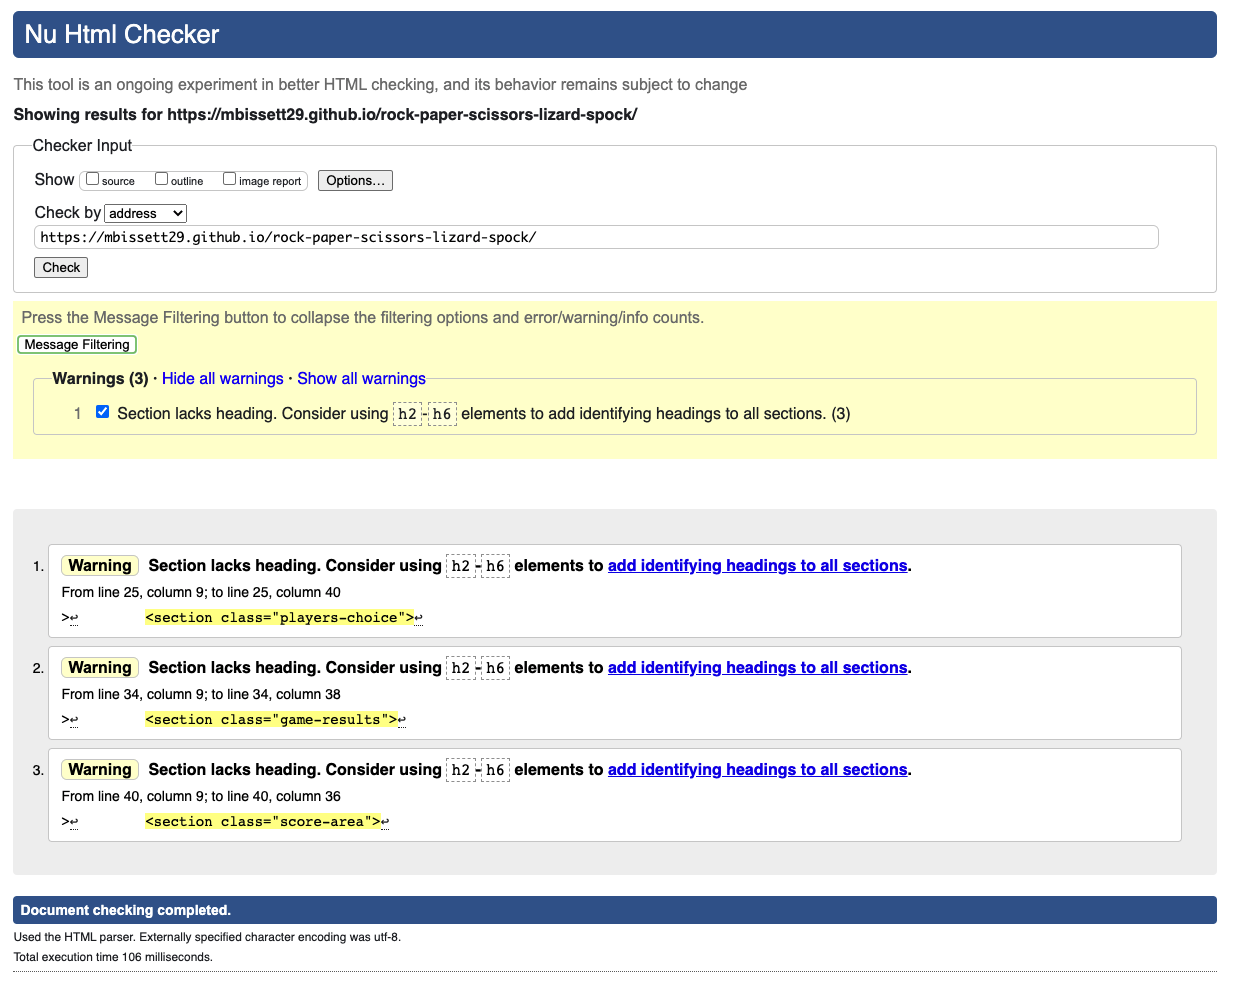 Nu Html Checker
This tool is an ongoing experiment in better HTML checking, and its behavior remains subject to change
Showing results for https://mbissett29.github.io/rock-paper-scissors-lizard-spock/
Checker Input
Show source outline image report Options...
Check by address
https://mbissett29.github.io/rock-paper-scissors-lizard-spock/
Check
Press the Message Filtering button to collapse the filtering options and error/warning/info counts.
Message Filtering
Warnings (3) · Hide all warnings · Show all warnings
1 Section lacks heading. Consider using h2-h6 elements to add identifying headings to all sections. (3)
1. Warning Section lacks heading. Consider using h2-h6 elements to add identifying headings to all sections.
From line 25, column 9; to line 25, column 40
>↩ <section class="players-choice">↩
2. Warning Section lacks heading. Consider using h2-h6 elements to add identifying headings to all sections.
From line 34, column 9; to line 34, column 38
>↩ <section class="game-results">↩
3. Warning Section lacks heading. Consider using h2-h6 elements to add identifying headings to all sections.
From line 40, column 9; to line 40, column 36
>↩ <section class="score-area">↩
Document checking completed.
Used the HTML parser. Externally specified character encoding was utf-8.
Total execution time 106 milliseconds.